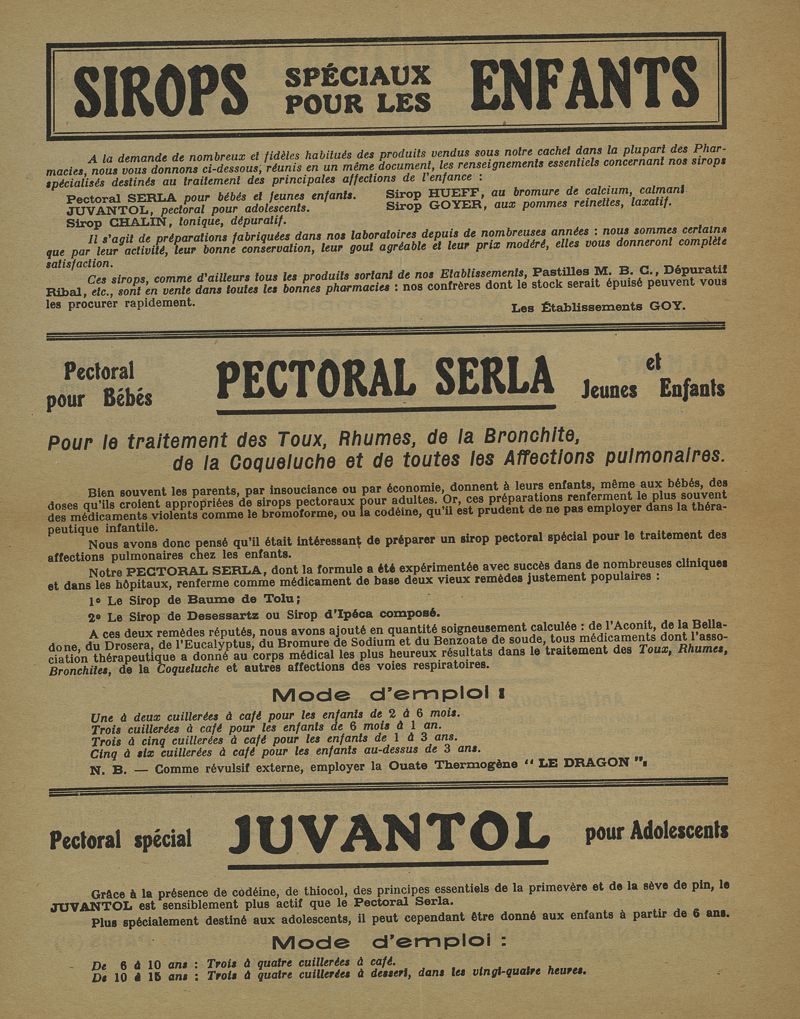 SIROPS SPÉCIAUX POUR LES ENFANTS
A la demande de nombreux et fidèles habitués des produits vendus sous notre cachet dans la plupart des Phar-
macies, nous vous donnons ci-dessous, réunis en un même document, les renseignements essentiels concernant nos sirops
spécialisés destinés au traitement des principales affections de l'enfance :
Pectoral SERLA pour bébés et jeunes enfants.
JUVANTOL, pectoral pour adolescents.
Sirop CHALIN, tonique, dépuratif.
Sirop HUEFF, au bromure de calcium, calmant
Sirop GOYER, aux pommes reinettes, laxatif.
Il s'agit de préparations fabriquées dans nos laboratoires depuis de nombreuses années : nous sommes certains
que par leur activité, leur bonne conservation, leur gout agréable et leur prix modéré, elles vous donneront complète
satisfaction.
Ces sirops, comme d'ailleurs tous les produits sortant de nos Etablissements, Pastilles M. B. C., Dépuratif
Ribal, etc., sont en vente dans toutes les bonnes pharmacies : nos confrères dont le stock serait épuisé peuvent vous
les procurer rapidement.
Les Établissements GOY.
Pectoral
pour Bébés
PECTORAL SERLA
et
Jeunes Enfants
Pour le traitement des Toux, Rhumes, de la Bronchite,
de la Coqueluche et de toutes les Affections pulmonaires.
Bien souvent les parents, par insouciance ou par économie, donnent à leurs enfants, même aux bébés, des
doses qu'ils croient appropriées de sirops pectoraux pour adultes. Or, ces préparations renferment le plus souvent
des médicaments violents comme le bromoforme, ou la codéine, qu'il est prudent de ne pas employer dans la théra-
peutique infantile.
Nous avons donc pensé qu'il était intéressant de préparer un sirop pectoral spécial pour le traitement des
affections pulmonaires chez les enfants.
Notre PECTORAL SERLA, dont la formule a été expérimentée avec succès dans de nombreuses cliniques
et dans les hôpitaux, renferme comme médicament de base deux vieux remèdes justement populaires :
1º Le Sirop de Baume de Tolu;
2º Le Sirop de Desessartz ou Sirop d'Ipéca composé.
A ces deux remèdes réputés, nous avons ajouté en quantité soigneusement calculée : de l'Aconit, de la Bella-
done, du Drosera, de l'Eucalyptus, du Bromure de Sodium et du Benzoate de soude, tous médicaments dont l'asso-
ciation thérapeutique a donné au corps médical les plus heureux résultats dans le traitement des Toux, Rhumes,
Bronchites, de la Coqueluche et autres affections des voies respiratoires.
Mode d'emploi :
Une à deux cuillerées à café pour les enfants de 2 à 6 mois.
Trois cuillerées à café pour les enfants de 6 mois à 1 an.
Trois à cinq cuillerées à café pour les enfants de 1 à 3 ans.
Cinq à six cuillerées à café pour les enfants au-dessus de 3 ans.
N. B. — Comme révulsif externe, employer la Ouate Thermogène " LE DRAGON ".
Pectoral spécial JUVANTOL pour Adolescents
Grâce à la présence de codéine, de thiocol, des principes essentiels de la primevère et de la sève de pin, le
JUVANTOL est sensiblement plus actif que le Pectoral Serla.
Plus spécialement destiné aux adolescents, il peut cependant être donné aux enfants à partir de 6 ans.
Mode d'emploi :
De 6 à 10 ans : Trois à quatre cuillerées à café.
De 10 à 15 ans : Trois à quatre cuillerées à dessert, dans les vingt-quatre heures.